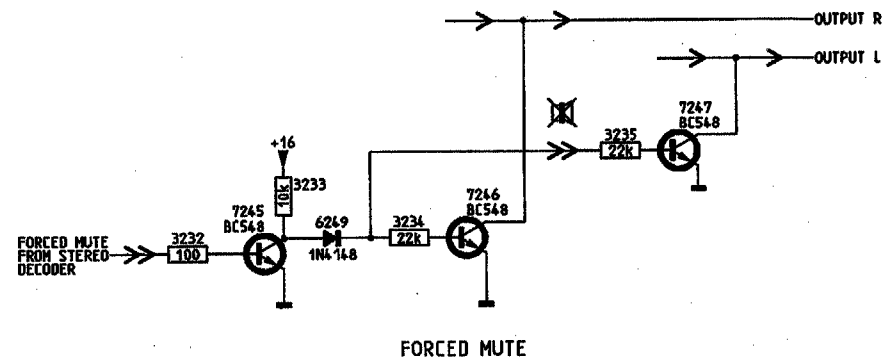 OUTPUT R
OUTPUT L
7247
BC548
3235
22k
+16
3233
10k
7246
BC548
7245
BC548
6249
1N4148
3234
22k
FORCED MUTE
FROM STEREO
DECODER
3232
100
FORCED MUTE